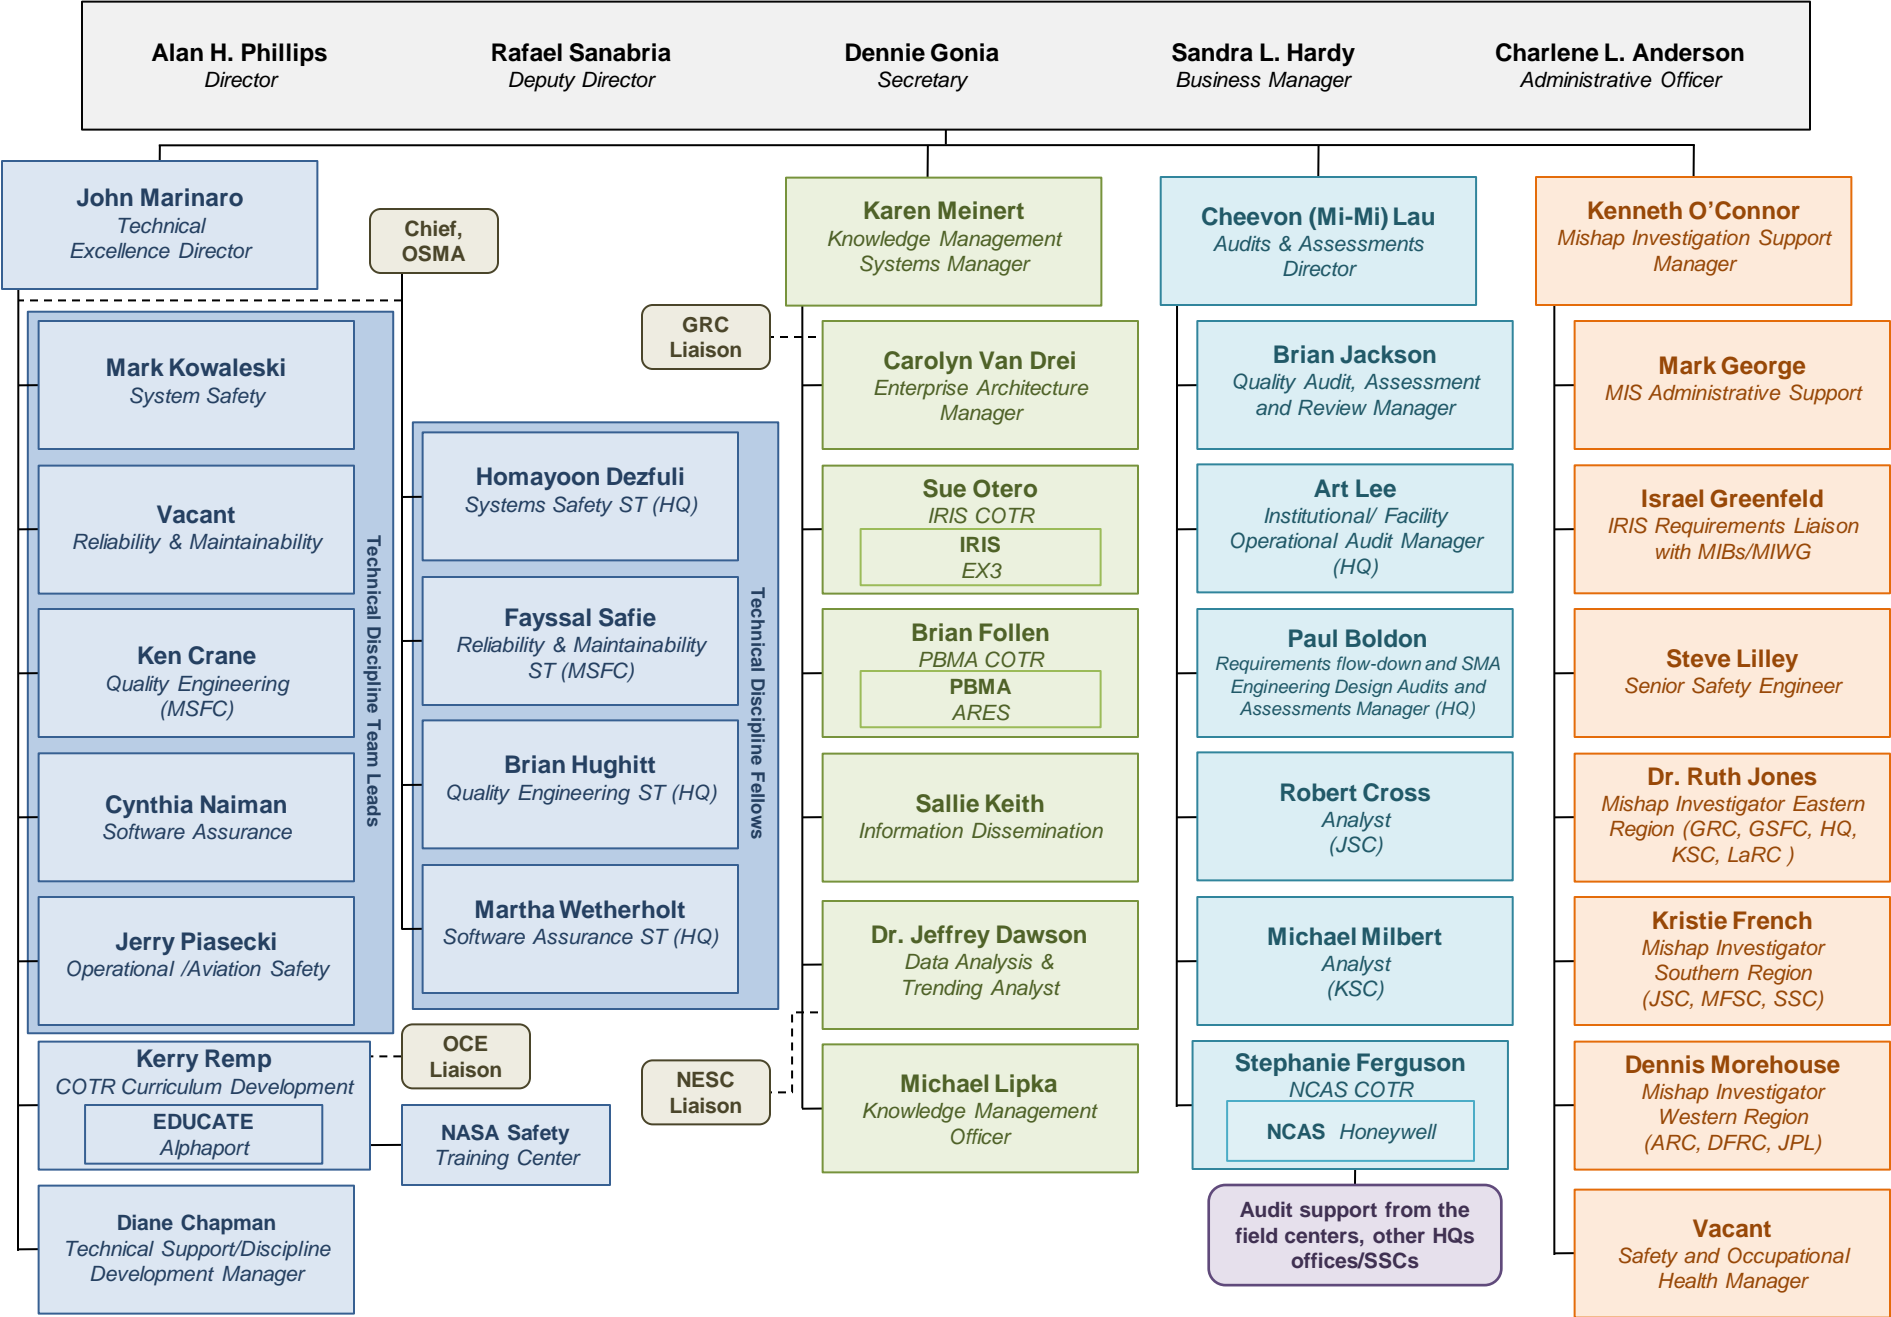 Alan H. Phillips
Director
Rafael Sanabria
Deputy Director
Dennie Gonia
Secretary
Sandra L. Hardy
Business Manager
Charlene L. Anderson
Administrative Officer
John Marinaro
Technical
Excellence Director
Chief,
OSMA
Mark Kowaleski
System Safety
Vacant
Reliability & Maintainability
Ken Crane
Quality Engineering
(MSFC)
Cynthia Naiman
Software Assurance
Jerry Piasecki
Operational /Aviation Safety
Technical Discipline Team Leads
Kerry Remp
COTR Curriculum Development
EDUCATE
Alphaport
OCE
Liaison
NASA Safety
Training Center
Diane Chapman
Technical Support/Discipline
Development Manager
Homayoon Dezfuli
Systems Safety ST (HQ)
Fayssal Safie
Reliability & Maintainability
ST (MSFC)
Brian Hughitt
Quality Engineering ST (HQ)
Martha Wetherholt
Software Assurance ST (HQ)
Technical Discipline Fellows
Karen Meinert
Knowledge Management
Systems Manager
GRC
Liaison
Carolyn Van Drei
Enterprise Architecture
Manager
Sue Otero
IRIS COTR
IRIS
EX3
Brian Follen
PBMA COTR
PBMA
ARES
Sallie Keith
Information Dissemination
Dr. Jeffrey Dawson
Data Analysis &
Trending Analyst
NESC
Liaison
Michael Lipka
Knowledge Management
Officer
Cheevon (Mi-Mi) Lau
Audits & Assessments
Director
Brian Jackson
Quality Audit, Assessment
and Review Manager
Art Lee
Institutional/ Facility
Operational Audit Manager
(HQ)
Paul Boldon
Requirements flow-down and SMA
Engineering Design Audits and
Assessments Manager (HQ)
Robert Cross
Analyst
(JSC)
Michael Milbert
Analyst
(KSC)
Stephanie Ferguson
NCAS COTR
NCAS Honeywell
Audit support from the
field centers, other HQs
offices/SSCs
Kenneth O’Connor
Mishap Investigation Support
Manager
Mark George
MIS Administrative Support
Israel Greenfeld
IRIS Requirements Liaison
with MIBs/MIWG
Steve Lilley
Senior Safety Engineer
Dr. Ruth Jones
Mishap Investigator Eastern
Region (GRC, GSFC, HQ,
KSC, LaRC )
Kristie French
Mishap Investigator
Southern Region
(JSC, MFSC, SSC)
Dennis Morehouse
Mishap Investigator
Western Region
(ARC, DFRC, JPL)
Vacant
Safety and Occupational
Health Manager